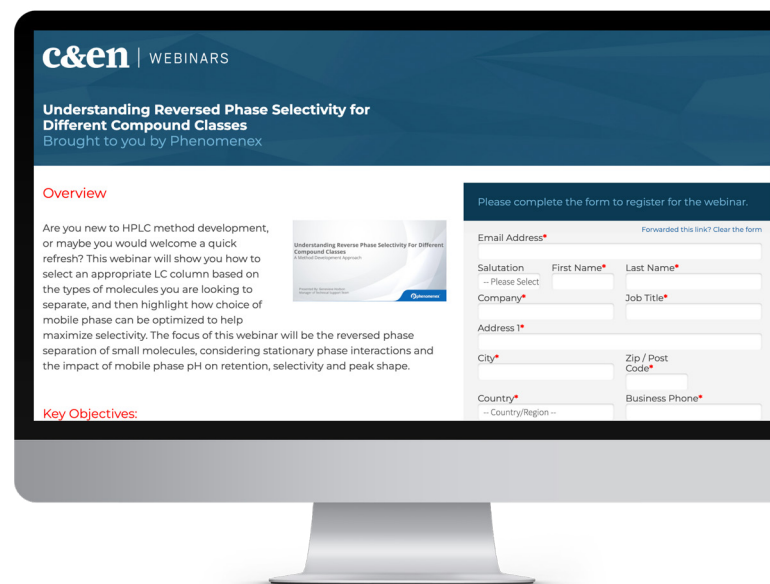 c&en | WEBINARS
Understanding Reversed Phase Selectivity for
Different Compound Classes
Brought to you by Phenomenex
Overview
Are you new to HPLC method development,
or maybe you would welcome a quick
refresh? This webinar will show you how to
select an appropriate LC column based on
the types of molecules you are looking to
separate, and then highlight how choice of
mobile phase can be optimized to help
maximize selectivity. The focus of this webinar will be the reversed phase
separation of small molecules, considering stationary phase interactions and
the impact of mobile phase pH on retention, selectivity and peak shape.
Understanding Reverse Phase Selectivity For Different
Compound Classes
A Method Development Approach
phenomenex
Key Objectives:
Please complete the form to register for the webinar.
Forwarded this link? Clear the form
Email Address*
Salutation First Name* Last Name*
-- Please Select
Company* Job Title*
Address 1*
City* Zip / Post
Code*
Country* Business Phone*
-- Country/Region --